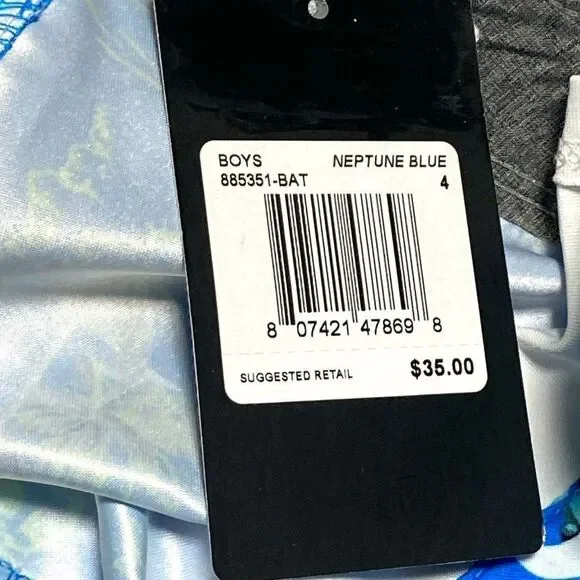 BOYS NEPTUNE BLUE
885351-BAT 4
8 07421 47869 8
SUGGESTED RETAIL $35.00